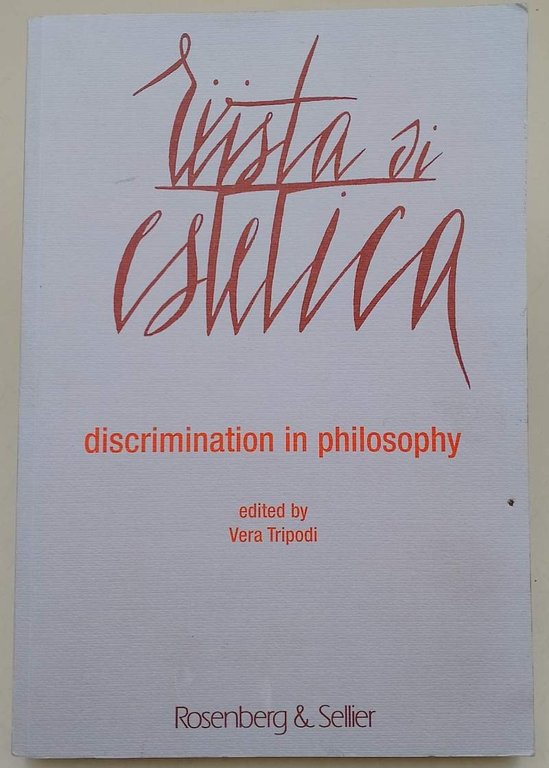 rivista di
estetica
discrimination in philosophy
edited by
Vera Tripodi
Rosenberg & Sellier